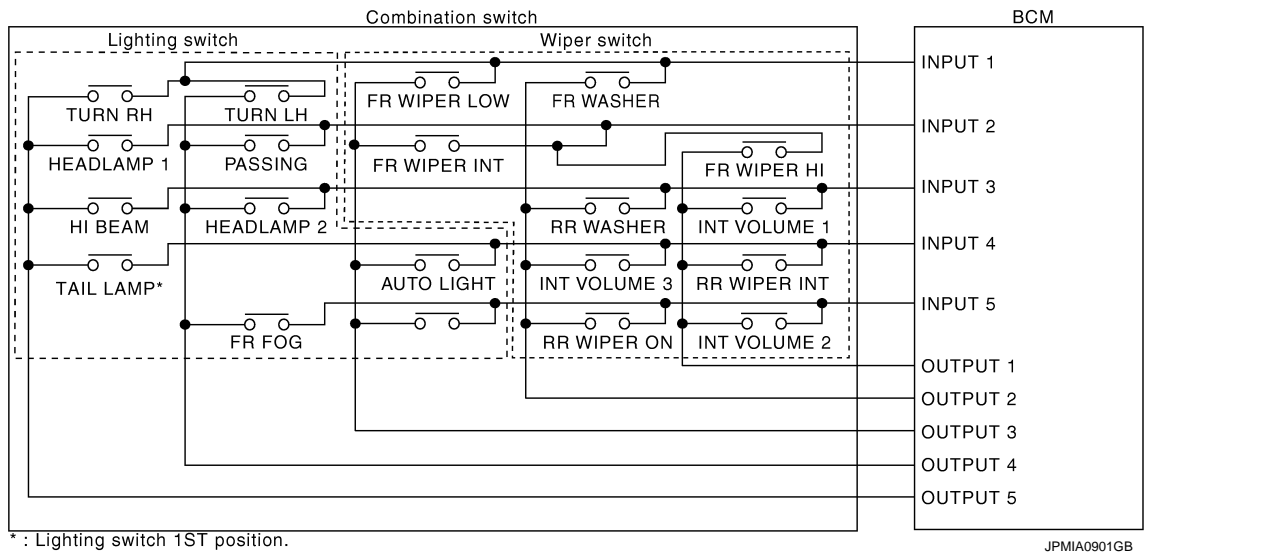 Combination switch
BCM
Lighting switch
Wiper switch
INPUT 1
TURN RH
TURN LH
FR WIPER LOW
FR WASHER
INPUT 2
HEADLAMP 1
PASSING
FR WIPER INT
FR WIPER HI
INPUT 3
HI BEAM
HEADLAMP 2
RR WASHER
INT VOLUME 1
INPUT 4
TAIL LAMP*
AUTO LIGHT
INT VOLUME 3
RR WIPER INT
INPUT 5
FR FOG
RR WIPER ON
INT VOLUME 2
OUTPUT 1
OUTPUT 2
OUTPUT 3
OUTPUT 4
OUTPUT 5
* : Lighting switch 1ST position.
JPMIA0901GB